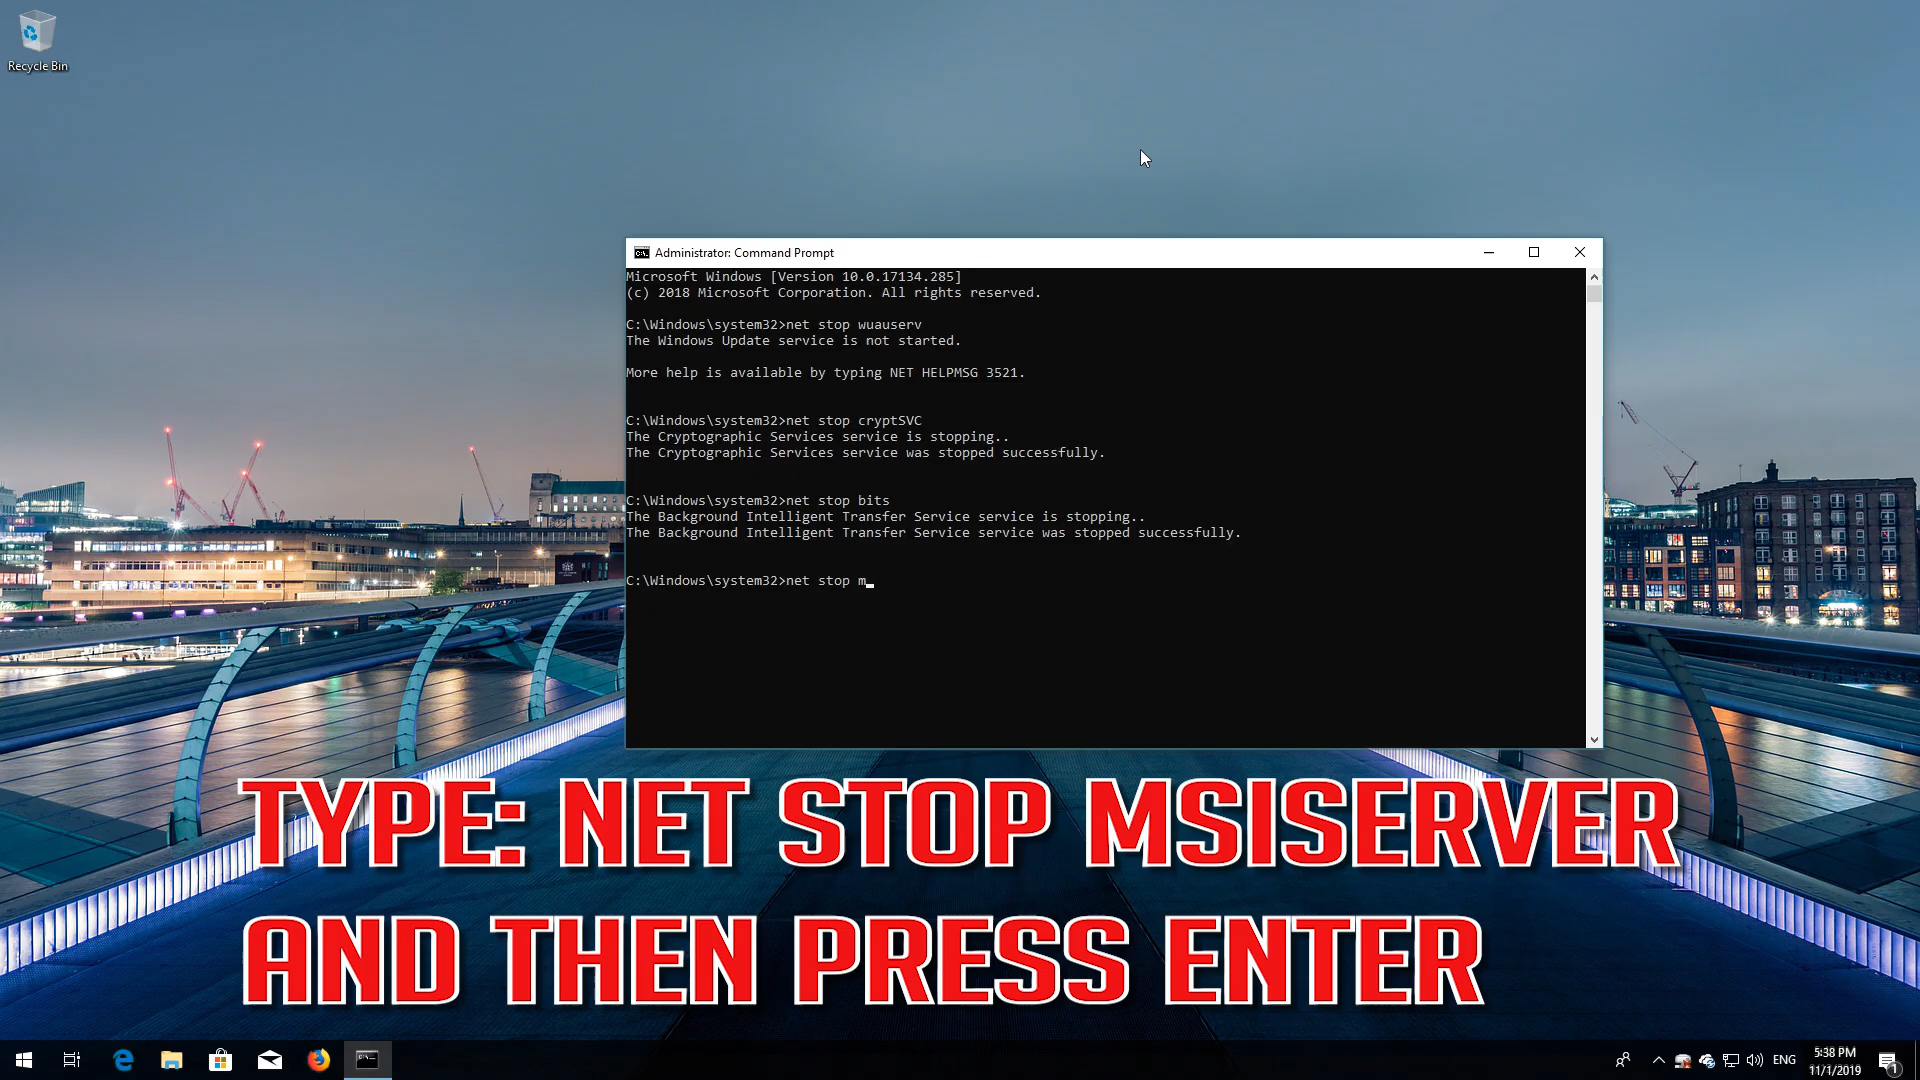 Recycle Bin
Administrator: Command Prompt
Microsoft Windows [Version 10.0.17134.285]
(c) 2018 Microsoft Corporation. All rights reserved.
C:\Windows\system32>net stop wuauserv
The Windows Update service is not started.
More help is available by typing NET HELPMSG 3521.
C:\Windows\system32>net stop cryptSVC
The Cryptographic Services service is stopping..
The Cryptographic Services service was stopped successfully.
C:\Windows\system32>net stop bits
The Background Intelligent Transfer Service service is stopping..
The Background Intelligent Transfer Service service was stopped successfully.
C:\Windows\system32>net stop m_
TYPE: NET STOP MSISERVER
AND THEN PRESS ENTER
ENG
5:38 PM
11/1/2019
1